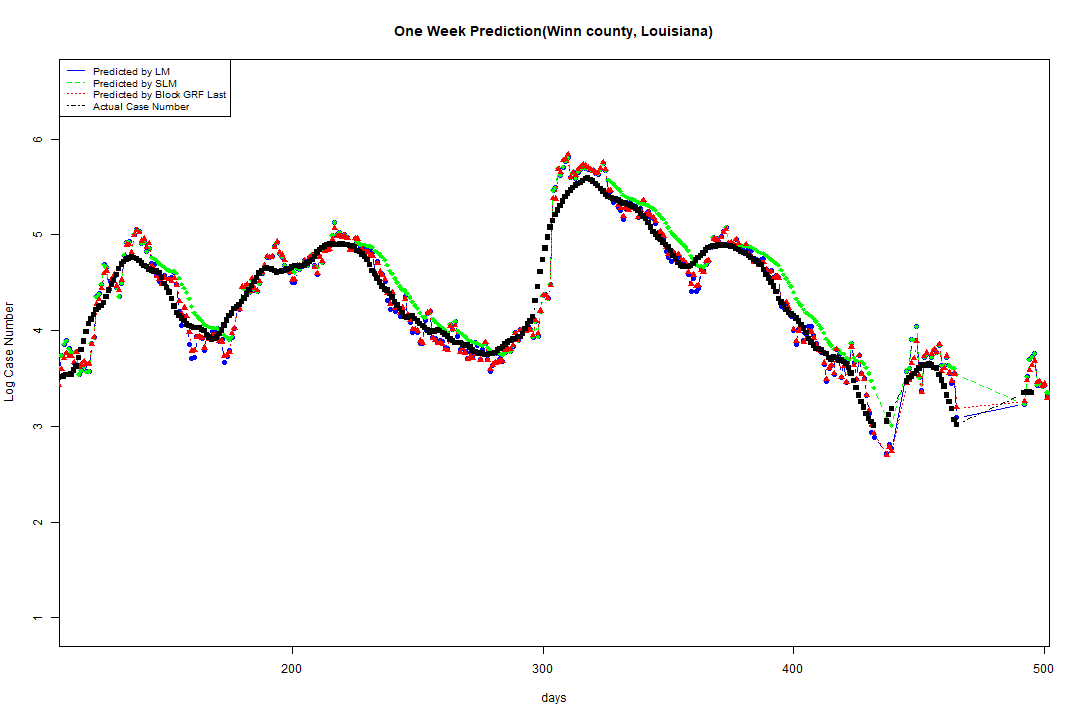 One Week Prediction(Winn county, Louisiana)
Predicted by LM
Predicted by SLM
Predicted by Block GRF Last
Actual Case Number
6
5
4
3
2
1
Log Case Number
200
300
400
500
days